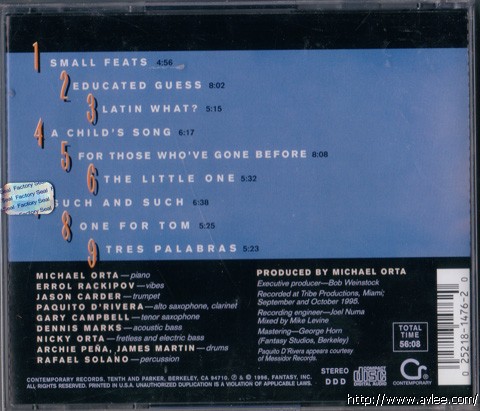 1 SMALL FEATS 4:56
2 EDUCATED GUESS 8:02
3 LATIN WHAT? 5:15
4 A CHILD'S SONG 6:17
5 FOR THOSE WHO'VE GONE BEFORE 8:08
6 THE LITTLE ONE 5:32
SUCH AND SUCH 6:38
8 ONE FOR TOM 5:25
9 TRES PALABRAS 5:23
Factory Seal
Factory Seal
Factory Seal
MICHAEL ORTA—piano
ERROL RACKIPOV—vibes
JASON CARDER—trumpet
PAQUITO D'RIVERA—alto saxophone, clarinet
GARY CAMPBELL—tenor saxophone
DENNIS MARKS—acoustic bass
NICKY ORTA—fretless and electric bass
ARCHIE PEÑA, JAMES MARTIN—drums
RAFAEL SOLANO—percussion
PRODUCED BY MICHAEL ORTA
Executive producer—Bob Weinstock
Recorded at Tribe Productions, Miami;
September and October 1995.
Recording engineer—Joel Numa
Mixed by Mike Levine
Mastering—George Horn
(Fantasy Studios, Berkeley)
Paquito D'Rivera appears courtesy
of Messidor Records.
TOTAL
TIME
56:08
0 25218-1476-2 0
STEREO
DDD
COMPACT
disc
DIGITAL AUDIO
CONTEMPORARY
CONTEMPORARY RECORDS, TENTH AND PARKER, BERKELEY, CA 94710. ℗ & © 1996, FANTASY, INC.
ALL RIGHTS RESERVED. PRINTED IN U.S.A. UNAUTHORIZED DUPLICATION IS A VIOLATION OF APPLICABLE LAWS.
http://www.avlee.com/